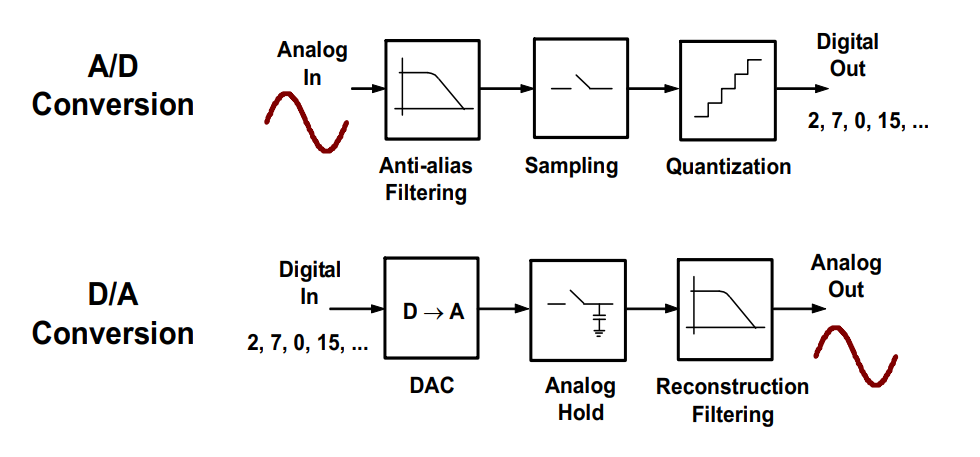 A/D
Conversion
Analog
In
Anti-alias
Filtering
Sampling
Quantization
Digital
Out
2, 7, 0, 15, ...
D/A
Conversion
Digital
In
2, 7, 0, 15, ...
D → A
DAC
Analog
Hold
Reconstruction
Filtering
Analog
Out